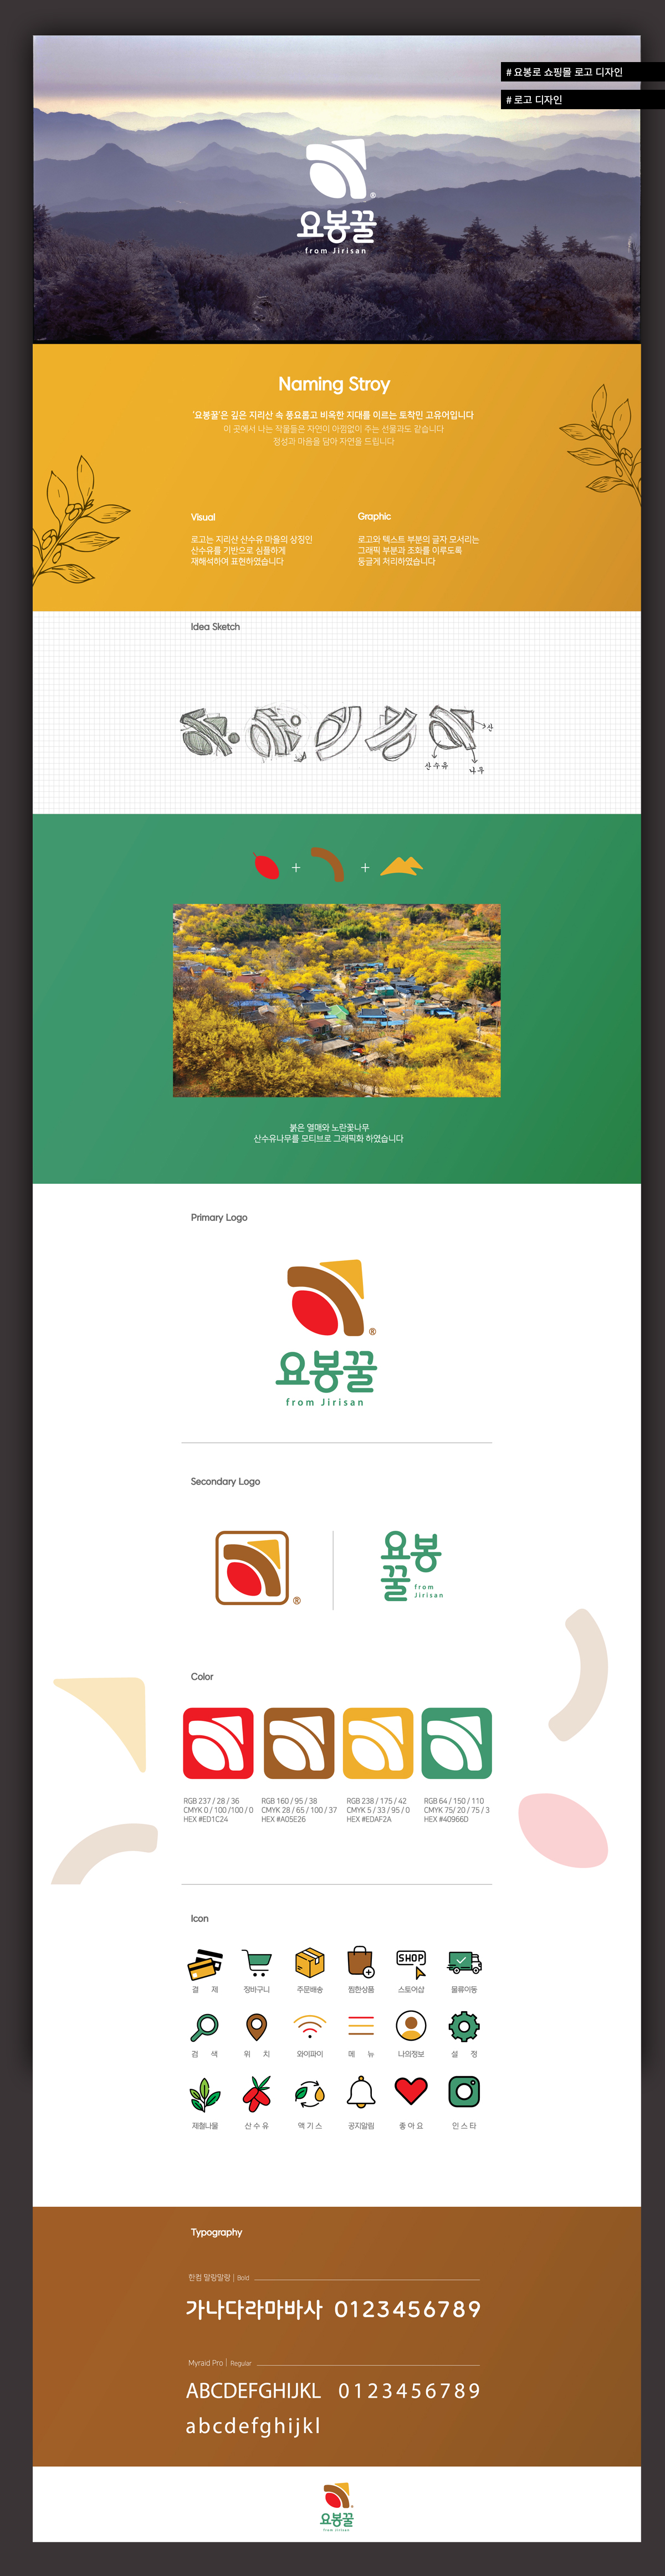 # 요봉로 쇼핑몰 로고 디자인
# 로고 디자인
®
요봉꿀
from Jirisan
Naming Stroy
'요봉꿀'은 깊은 지리산 속 풍요롭고 비옥한 지대를 이르는 토착민 고유어입니다
이 곳에서 나는 작물들은 자연이 아낌없이 주는 선물과도 같습니다
정성과 마음을 담아 자연을 드립니다
Visual
로고는 지리산 산수유 마을의 상징인
산수유를 기반으로 심플하게
재해석하여 표현하였습니다
Graphic
로고와 텍스트 부분의 글자 모서리는
그래픽 부분과 조화를 이루도록
둥글게 처리하였습니다
Idea Sketch
산
산수유
나무
+ +
붉은 열매와 노란꽃나무
산수유나무를 모티브로 그래픽화 하였습니다
Primary Logo
®
요봉꿀
from Jirisan
Secondary Logo
®
요봉
꿀
from
Jirisan
Color
RGB 237 / 28 / 36
CMYK 0 / 100 /100 / 0
HEX #ED1C24
RGB 160 / 95 / 38
CMYK 28 / 65 / 100 / 37
HEX #A05E26
RGB 238 / 175 / 42
CMYK 5 / 33 / 95 / 0
HEX #EDAF2A
RGB 64 / 150 / 110
CMYK 75/ 20 / 75 / 3
HEX #40966D
Icon
SHOP
결 제 장바구니 주문배송 찜한상품 스토어샵 물류이동
검 색 위 치 와이파이 메 뉴 나의정보 설 정
제철나물 산 수 유 액 기 스 공지알림 좋 아 요 인 스 타
Typography
한컴 말랑말랑 | Bold
가나다라마바사 0123456789
Myraid Pro | Regular
ABCDEFGHIJKL 0123456789
abcdefghijkl
요봉꿀
from Jirisan